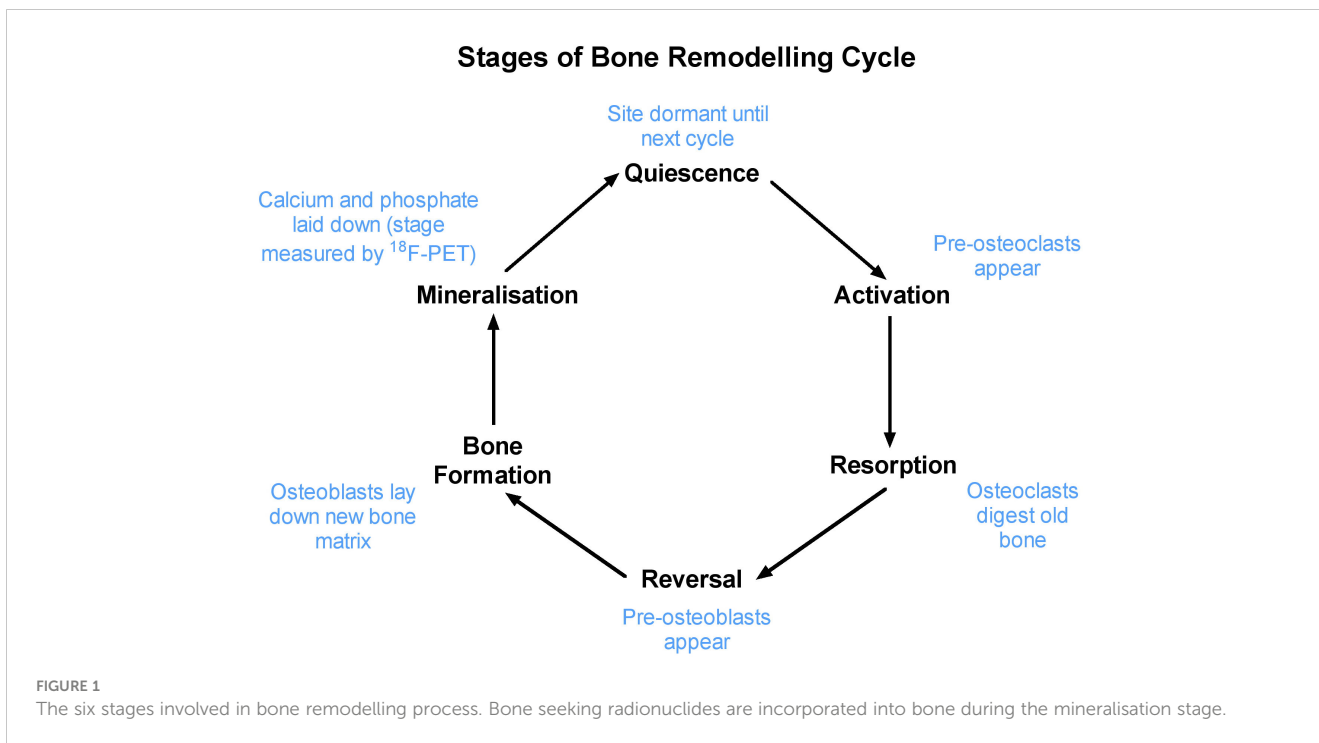 Stages of Bone Remodelling Cycle
Site dormant until
next cycle
Quiescence
Calcium and phosphate
laid down (stage
measured by ¹⁸F-PET)
Mineralisation
Pre-osteoclasts
appear
Activation
Bone
Formation
Osteoblasts lay
down new bone
matrix
Resorption
Osteoclasts
digest old
bone
Reversal
Pre-osteoblasts
appear
FIGURE 1
The six stages involved in bone remodelling process. Bone seeking radionuclides are incorporated into bone during the mineralisation stage.